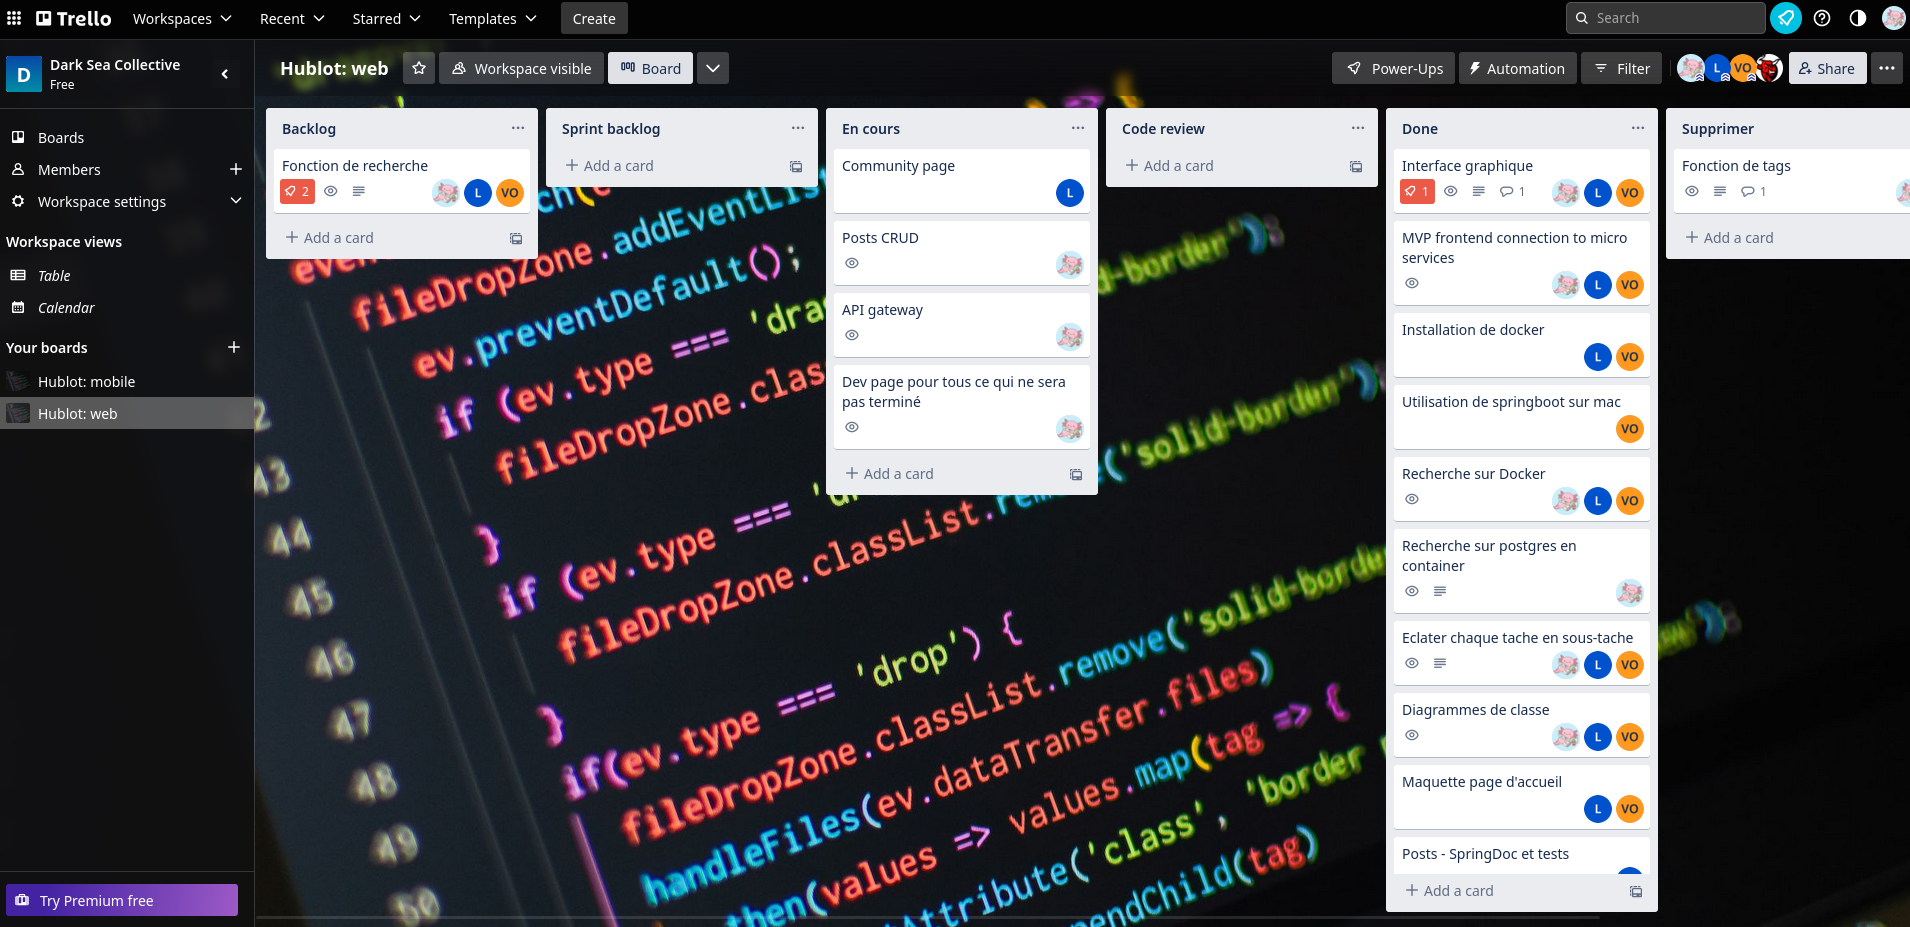 Trello
Workspaces
Recent
Starred
Templates
Create
Search
D
Dark Sea Collective
Free
Hublot: web
Workspace visible
Board
Power-Ups
Automation
Filter
L
VO
Share
Boards
Members
Workspace settings
Workspace views
Table
Calendar
Your boards
Hublot: mobile
Hublot: web
Try Premium free
Backlog
Fonction de recherche
2
L
VO
Add a card
Sprint backlog
Add a card
En cours
Community page
L
Posts CRUD
API gateway
Dev page pour tous ce qui ne sera
pas terminé
Add a card
Code review
Add a card
Done
Interface graphique
1
1
L
VO
MVP frontend connection to micro
services
L
VO
Installation de docker
L
VO
Utilisation de springboot sur mac
VO
Recherche sur Docker
L
VO
Recherche sur postgres en
container
Eclater chaque tache en sous-tache
L
VO
Diagrammes de classe
L
VO
Maquette page d'accueil
L
VO
Posts - SpringDoc et tests
Add a card
Supprimer
Fonction de tags
1
Add a card
fileDropZone.addEventLis
ev.preventDefault();
if (ev.type === 'dra
fileDropZone.clas
}
if (ev.type === 'd
fileDropZone.classList.remove('solid-border')
}
if(ev.type === 'drop') {
fileDropZone.classList.remove('solid-borde
handleFiles(ev.dataTransfer.files)
.then(values => values.map(tag => {
tAttribute('class', 'border
pendChild(tag)
43
44
45
46
47
48
49
50